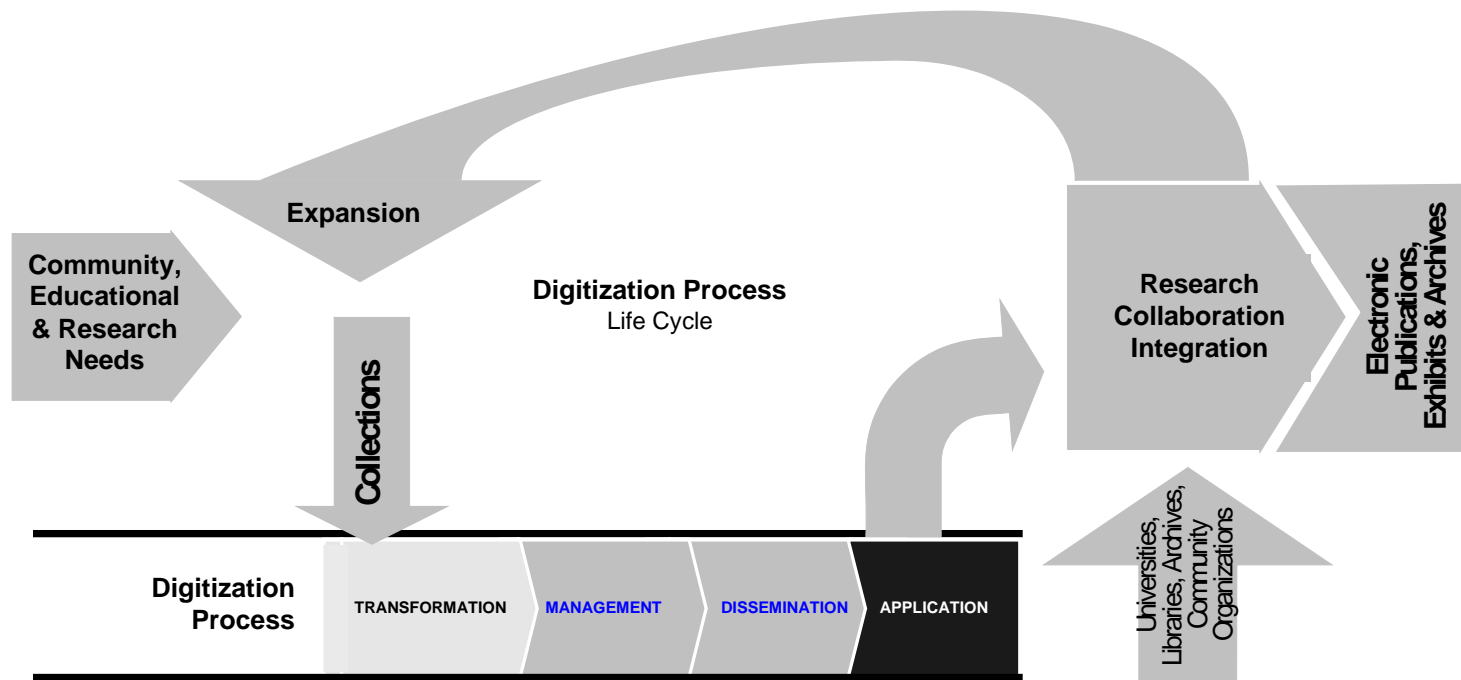 Expansion
Community,
Educational
& Research
Needs
Digitization Process
Life Cycle
Research
Collaboration
Integration
Electronic
Publications,
Exhibits & Archives
Collections
Universities,
Libraries, Archives,
Community
Organizations
Digitization
Process
TRANSFORMATION
MANAGEMENT
DISSEMINATION
APPLICATION